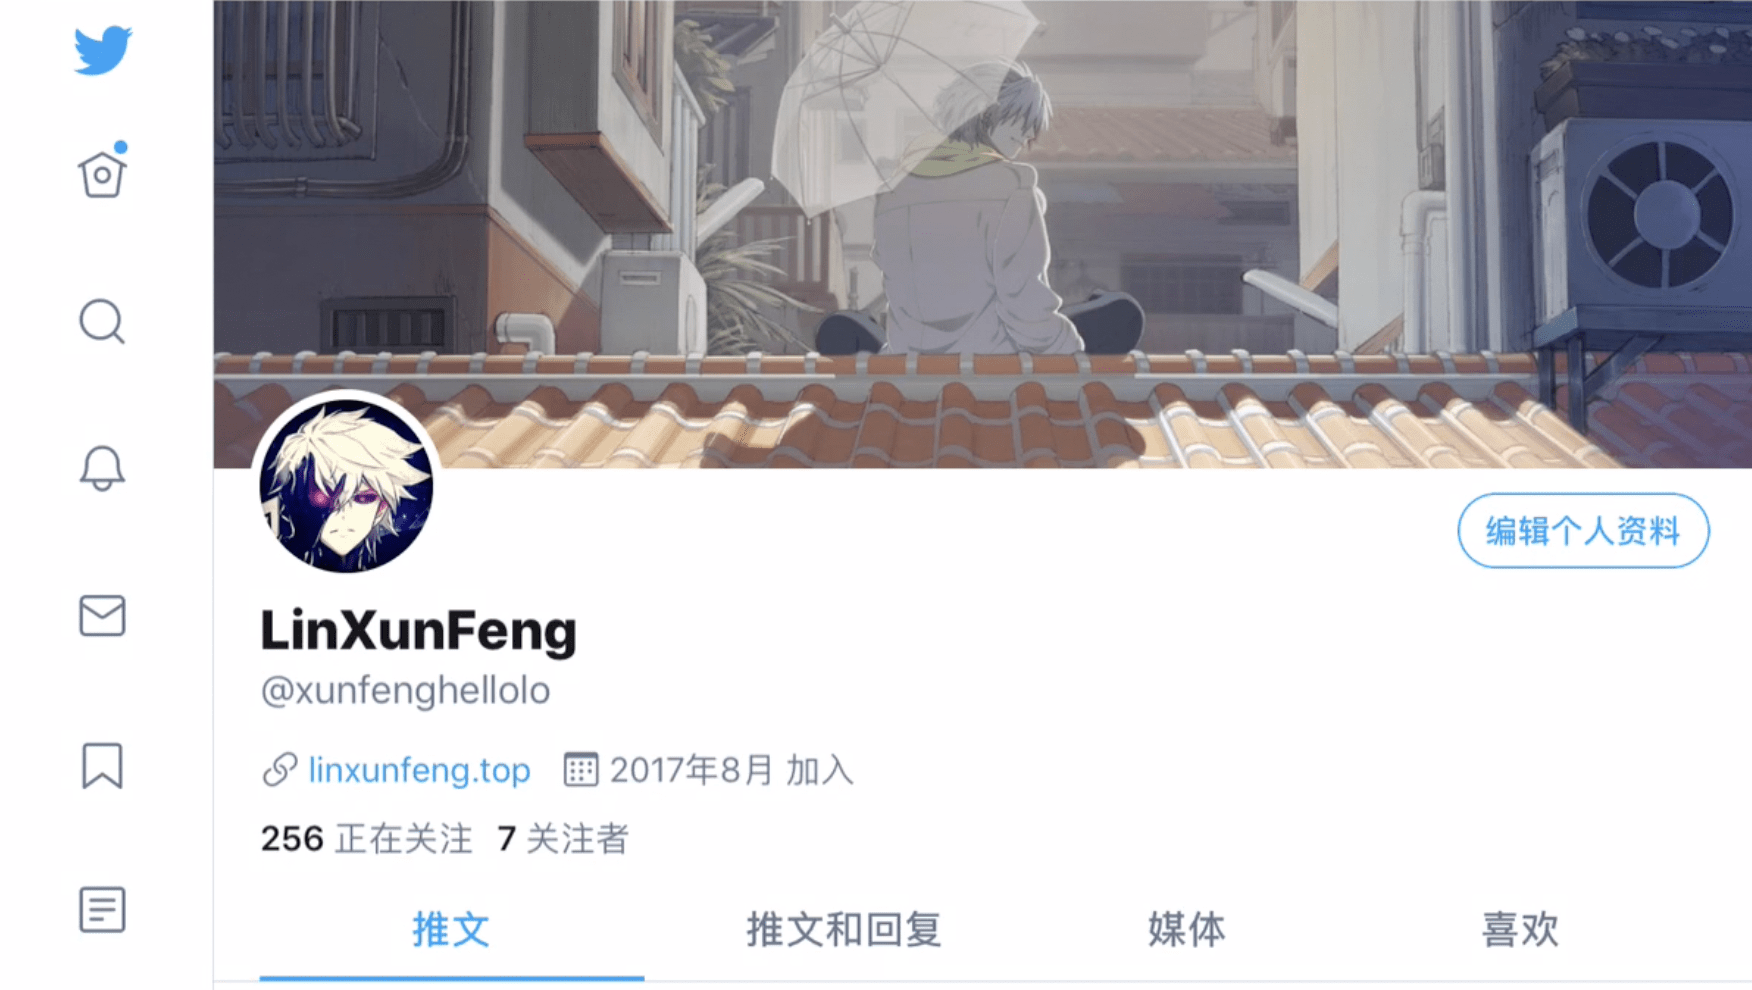 编辑个人资料
LinXunFeng
@xunfenghellolo
linxunfeng.top 2017年8月 加入
256 正在关注 7 关注者
推文 推文和回复 媒体 喜欢